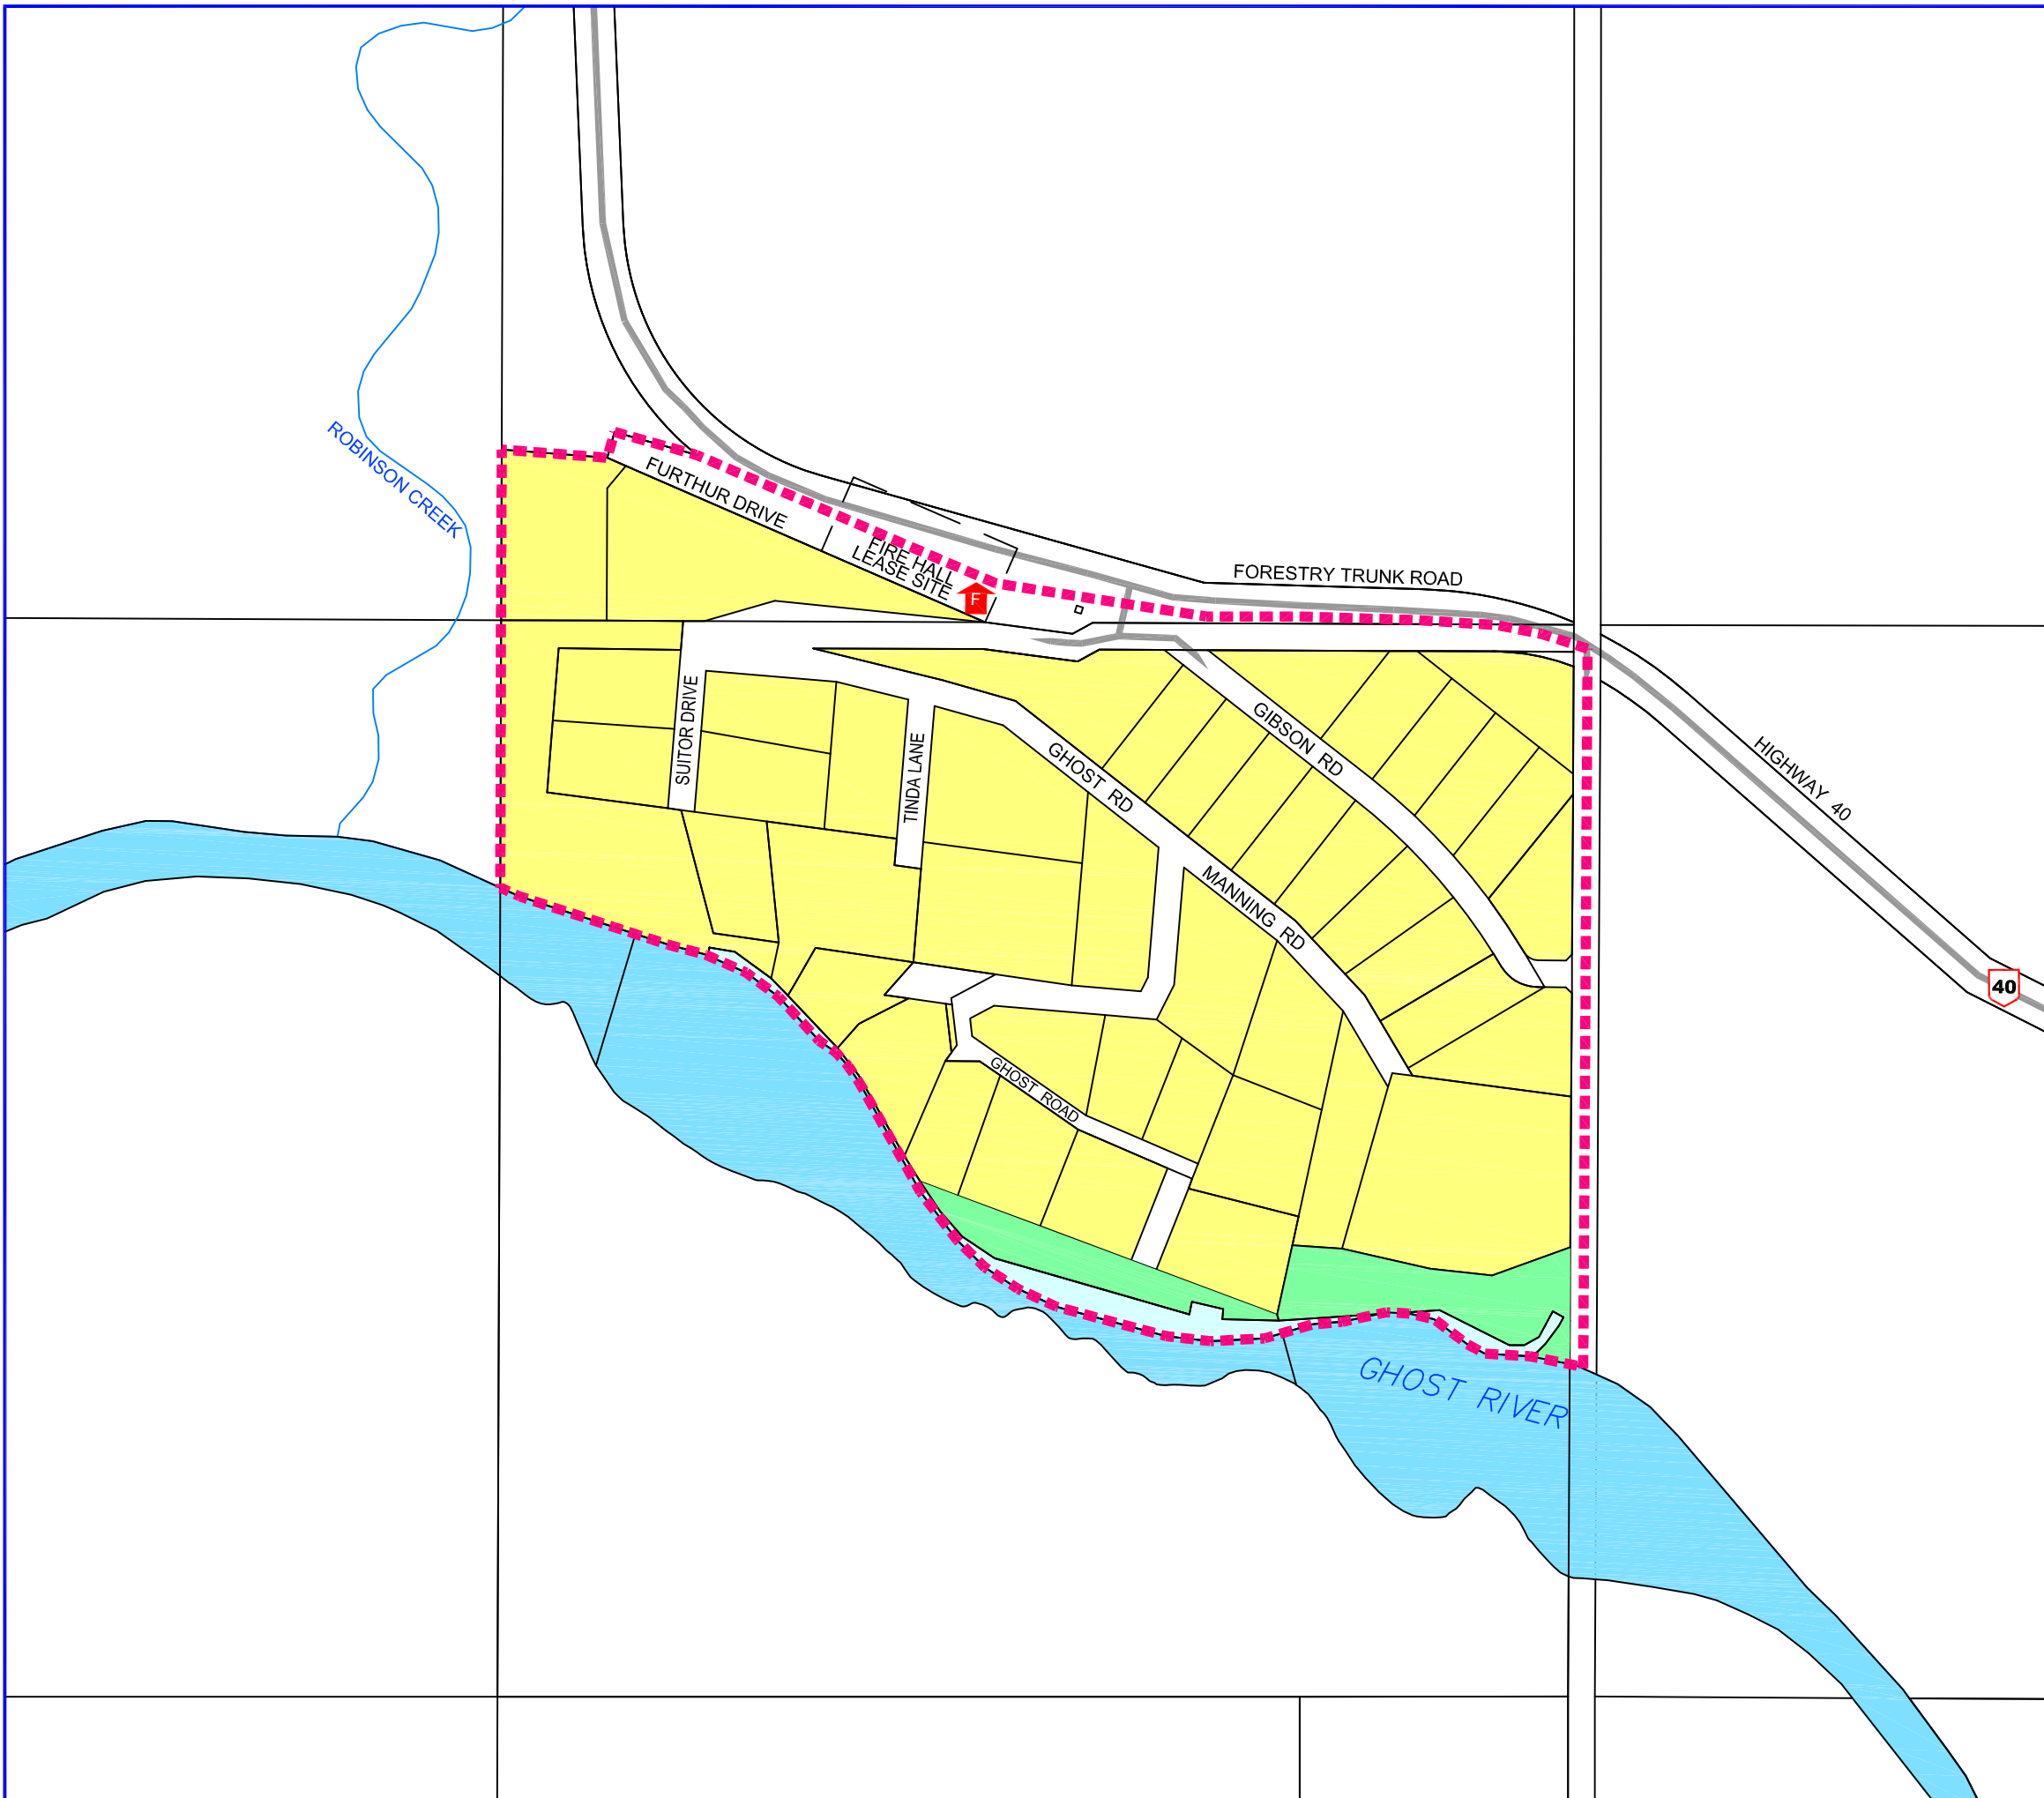 ROBINSON CREEK
FURTHUR DRIVE
FIRE HALL
LEASE SITE
F
FORESTRY TRUNK ROAD
SUITOR DRIVE
TINDA LANE
GHOST RD
GIBSON RD
HIGHWAY 40
MANNING RD
40
GHOST ROAD
GHOST RIVER